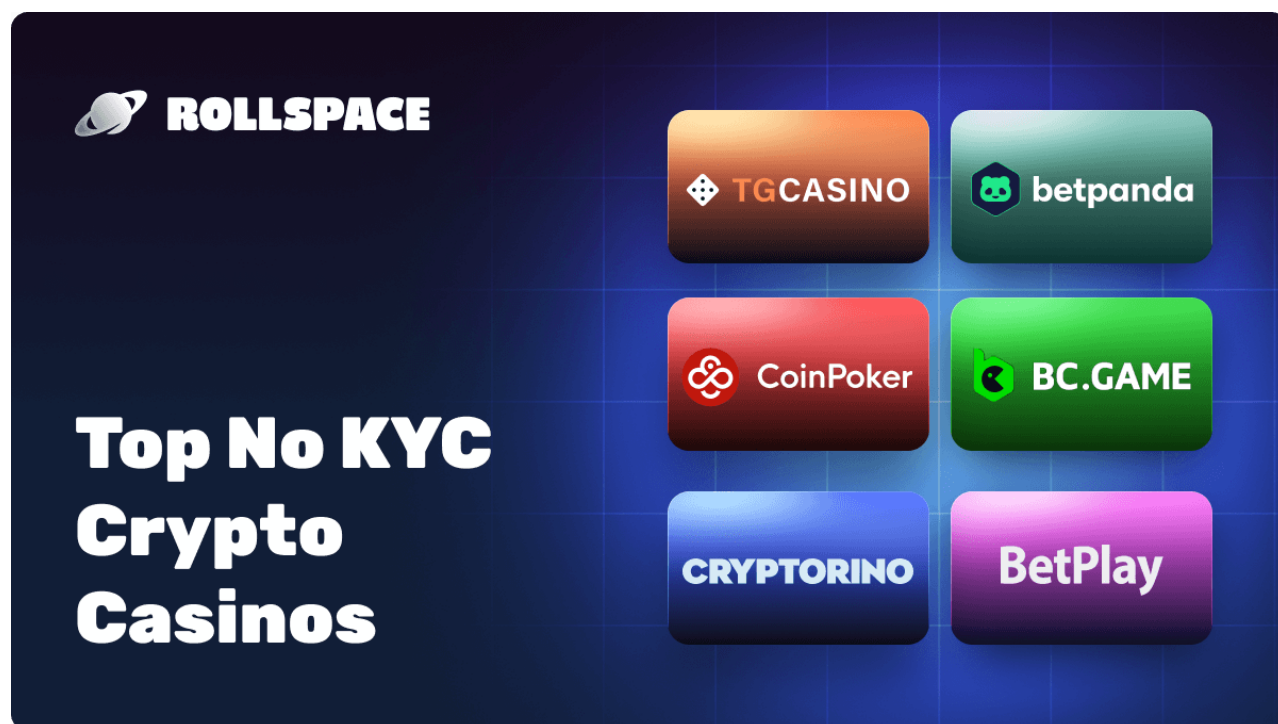 ROLLSPACE
Top No KYC
Crypto
Casinos
TGCASINO
betpanda
CoinPoker
BC.GAME
CRYPTORINO
BetPlay